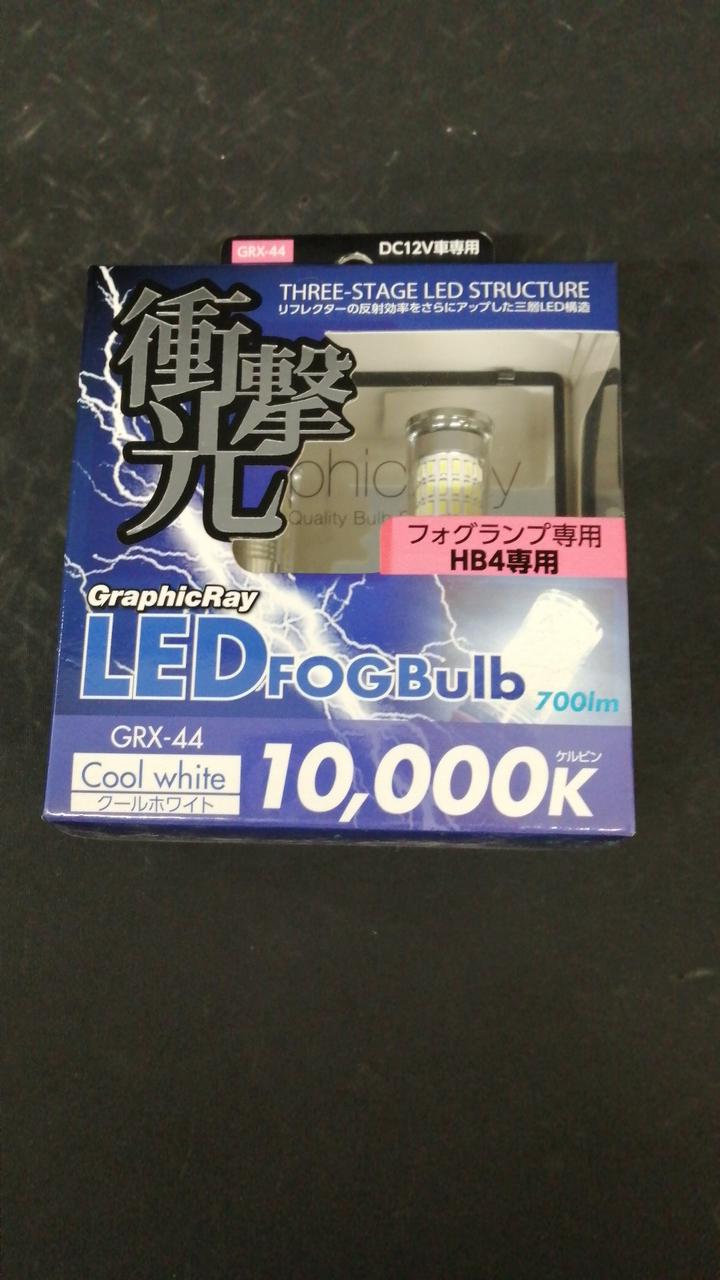 GRX-44
DC12V車専用
THREE-STAGE LED STRUCTURE
リフレクターの反射効率をさらにアップした三層LED構造
衝撃光
Quality Bulb
フォグランプ専用
HB4専用
GraphicRay
LEDFOGBulb
700lm
GRX-44
Cool white
クールホワイト
10,000K
ケルビン